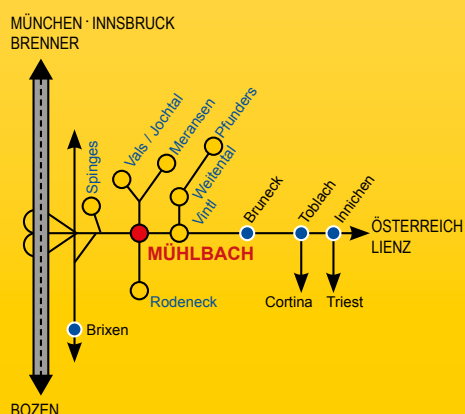 MÜNCHEN · INNSBRUCK
BRENNER
Spinges
Vals / Jochtal
Meransen
Pfunders
Weitental
Vintl
Bruneck
Toblach
Innichen
ÖSTERREICH
LIENZ
MÜHLBACH
Rodeneck
Cortina
Triest
Brixen
BOZEN